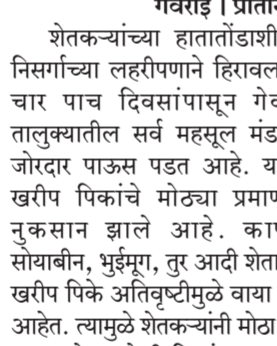 गेवराई । प्रतिनि
शेतकऱ्यांच्या हातातोंडाशी
निसर्गाच्या लहरीपणाने हिरावल
चार पाच दिवसांपासून गेव
तालुक्यातील सर्व महसूल मंड
जोरदार पाऊस पडत आहे. य
खरीप पिकांचे मोठ्या प्रमाण
नुकसान झाले आहे. काप
सोयाबीन, भुईमूग, तुर आदी शेता
खरीप पिके अतिवृष्टीमुळे वाया
आहेत. त्यामुळे शेतकऱ्यांनी मोठा